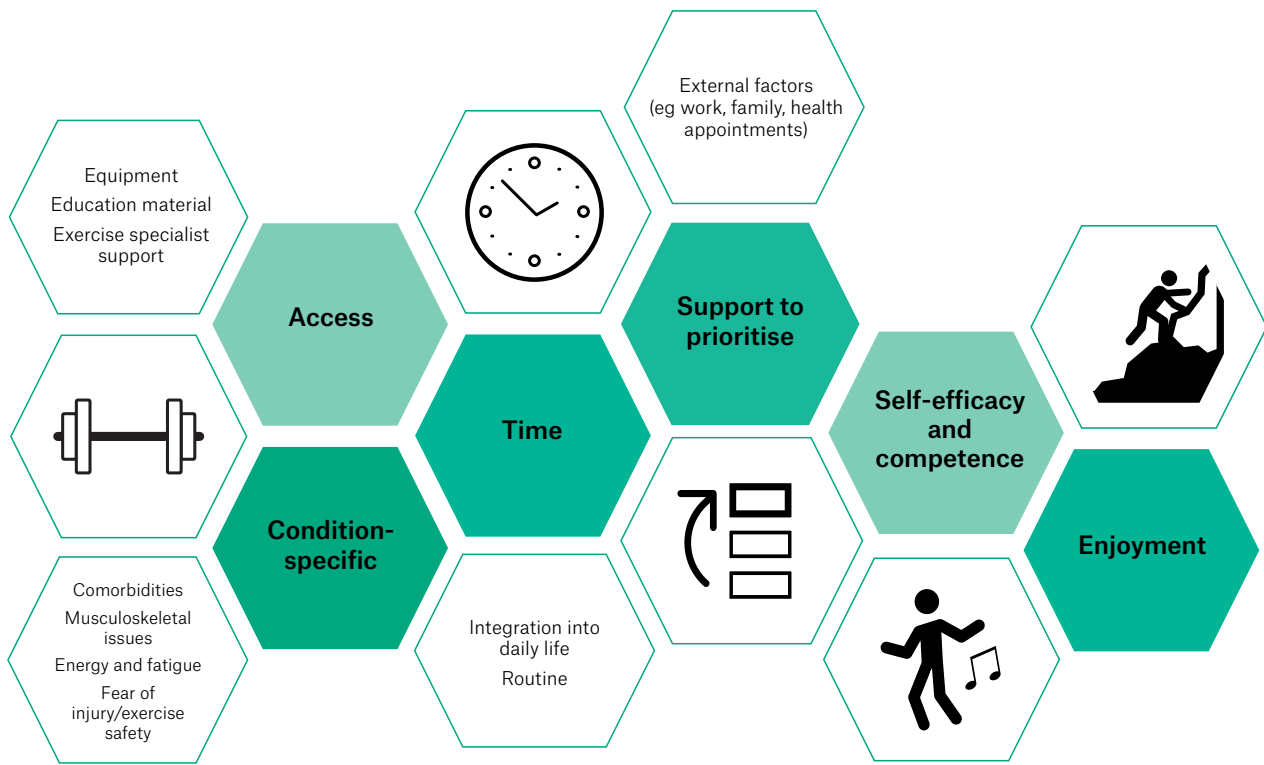 External factors
(eg work, family, health
appointments)
Equipment
Education material
Exercise specialist
support
Access
Support to
prioritise
Time
Self-efficacy
and
competence
Condition-
specific
Enjoyment
Comorbidities
Musculoskeletal
issues
Energy and fatigue
Fear of
injury/exercise
safety
Integration into
daily life
Routine